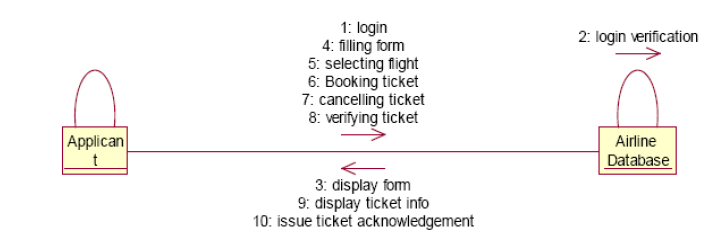 1: login
4: filling form
5: selecting flight
6: Booking ticket
7: cancelling ticket
8: verifying ticket
2: login verification
Applican
t
Airline
Database
3: display form
9: display ticket info
10: issue ticket acknowledgement